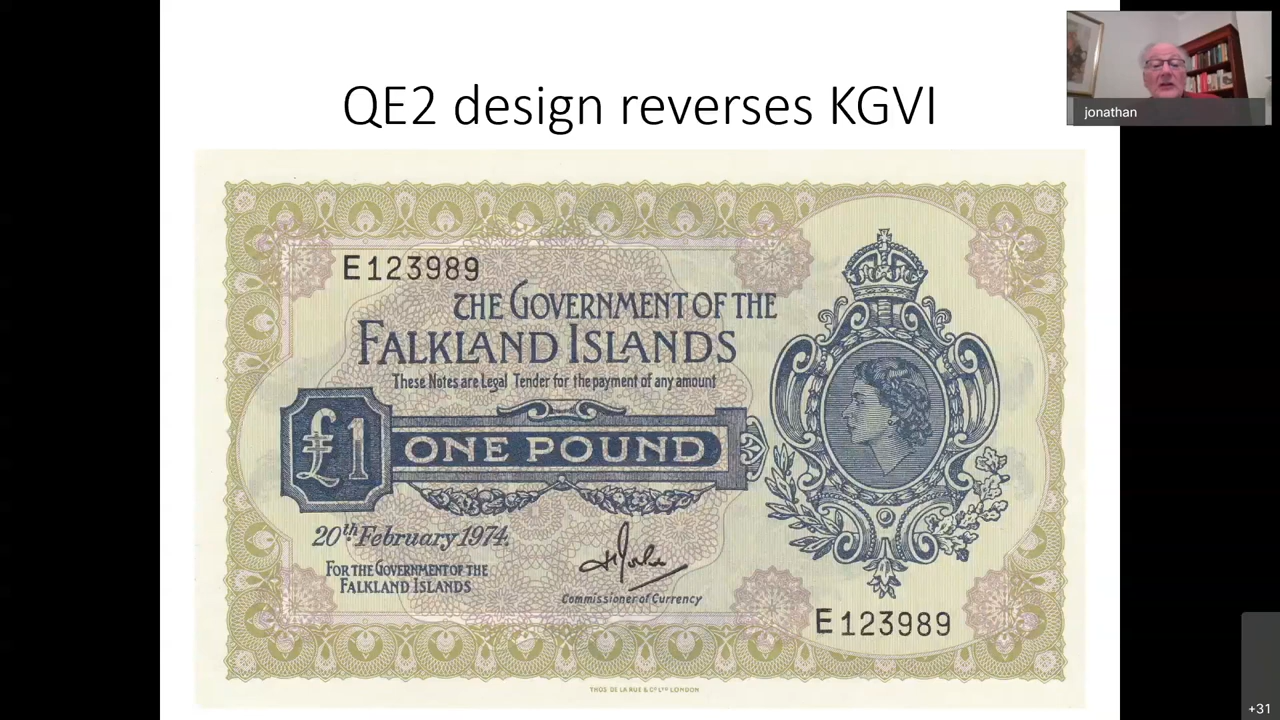 QE2 design reverses KGVI
jonathan
E123989
THE GOVERNMENT OF THE
FALKLAND ISLANDS
These Notes are Legal Tender for the payment of any amount
£1
ONE POUND
20th February 1974.
FOR THE GOVERNMENT OF THE
FALKLAND ISLANDS
Commissioner of Currency
E123989
THOS DE LA RUE & CO LTD LONDON
+31